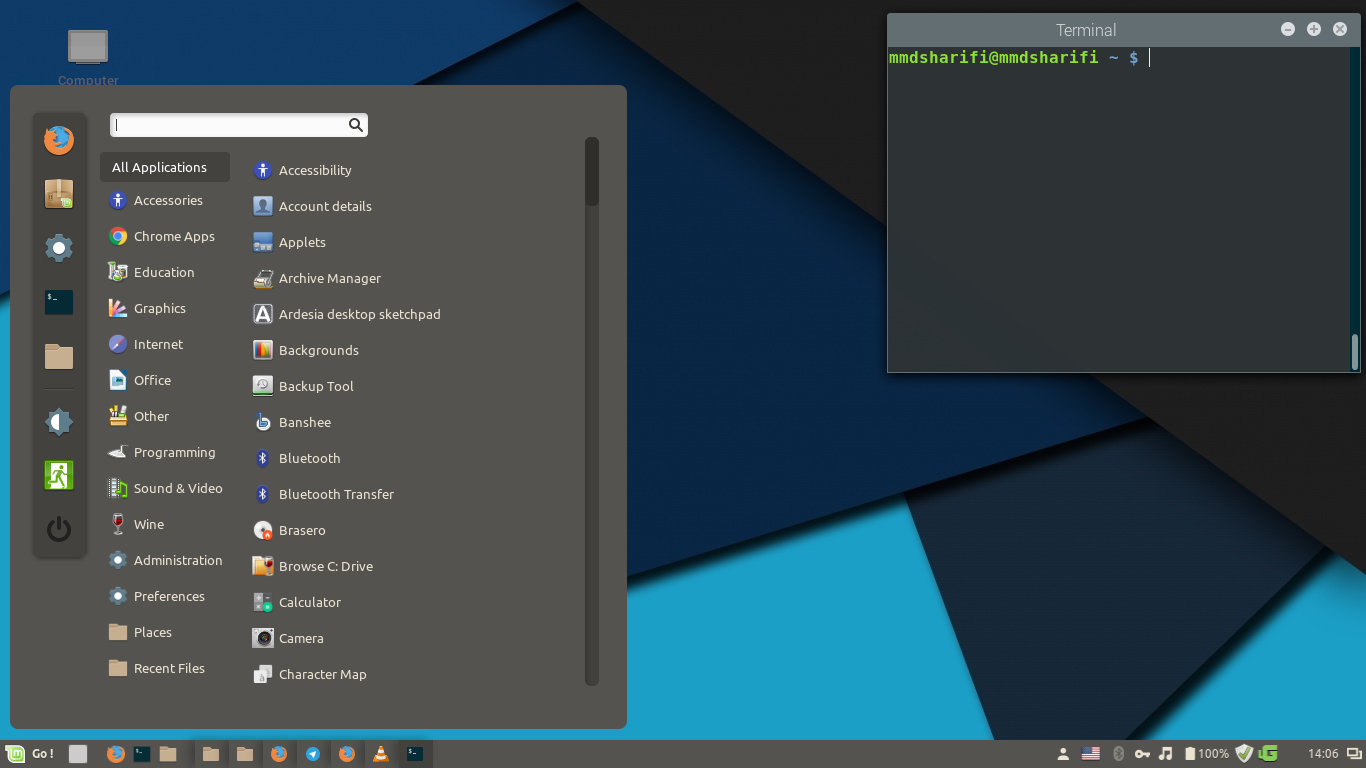 Computer
Terminal
mmdsharifi@mmdsharifi ~ $
All Applications
Accessories
Chrome Apps
Education
Graphics
Internet
Office
Other
Programming
Sound & Video
Wine
Administration
Preferences
Places
Recent Files
Accessibility
Account details
Applets
Archive Manager
Ardesia desktop sketchpad
Backgrounds
Backup Tool
Banshee
Bluetooth
Bluetooth Transfer
Brasero
Browse C: Drive
Calculator
Camera
Character Map
Go !
100%
14:06